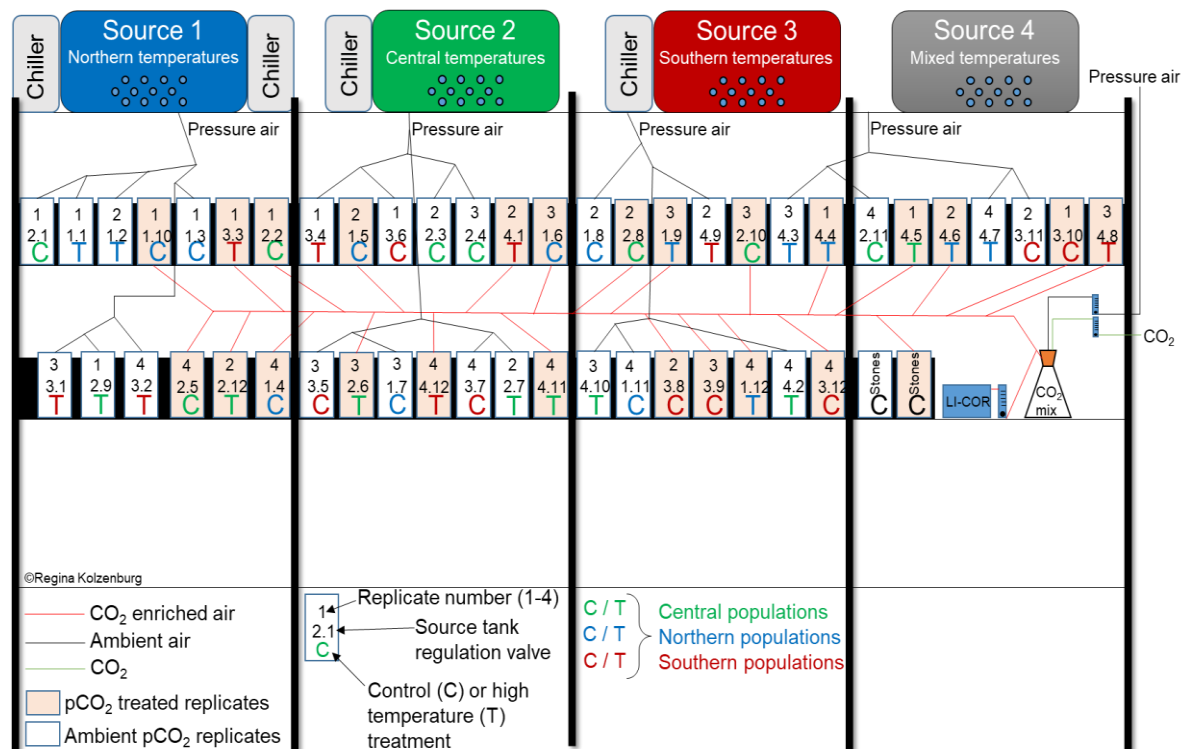 Chiller
Source 1
Northern temperatures
Chiller
Chiller
Source 2
Central temperatures
Chiller
Source 3
Southern temperatures
Source 4
Mixed temperatures
Pressure air
Pressure air
Pressure air
Pressure air
Pressure air
1 1 2 1 1 1 1 1 2 1 2 3 2 3 2 2 3 2 3 3 1 4 1 2 4 2 1 3
2.1 1.1 1.2 1.10 1.3 3.3 2.2 3.4 1.5 3.6 2.3 2.4 4.1 1.6 1.8 2.8 1.9 4.9 2.10 4.3 4.4 2.11 4.5 4.6 4.7 3.11 3.10 4.8
C T T C C T C T C C C C T C C C T T C T T C T T T C C T
CO2
3 1 4 4 2 4 3 3 3 4 4 2 4 3 4 2 3 4 4 4 Stones Stones
3.1 2.9 3.2 2.5 2.12 1.4 3.5 2.6 1.7 4.12 3.7 2.7 4.11 4.10 1.11 3.8 3.9 1.12 4.2 3.12
T T T C T C C T C T C T T T C C C T T C C C
LI-COR
CO2
mix
©Regina Kolzenburg
CO2 enriched air
Ambient air
CO2
pCO2 treated replicates
Ambient pCO2 replicates
1
2.1
C
Replicate number (1-4)
Source tank
regulation valve
Control (C) or high
temperature (T)
treatment
C / T Central populations
C / T Northern populations
C / T Southern populations